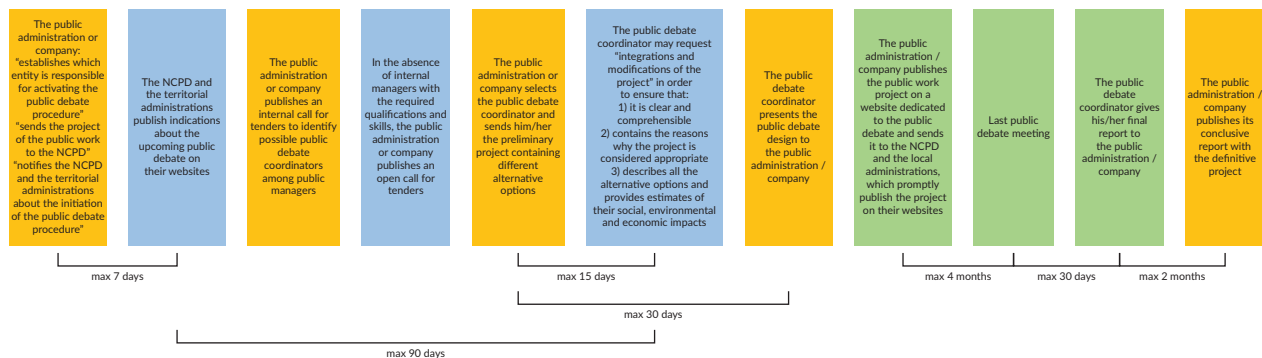 The public
administration or
company:
“establishes which
entity is responsible
for activating the
public debate
procedure”
“sends the project
of the public work
to the NCPD”
“notifies the NCPD
and the territorial
administrations
about the initiation
of the public debate
procedure”
The NCPD and
the territorial
administrations
publish indications
about the
upcoming public
debate on
their websites
The public
administration
or company
publishes an
internal call for
tenders to identify
possible public
debate
coordinators
among public
managers
In the absence
of internal
managers with
the required
qualifications and
skills, the public
administration
or company
publishes an
open call for
tenders
The public
administration or
company selects
the public debate
coordinator and
sends him/her
the preliminary
project containing
different
alternative
options
The public debate
coordinator may request
“integrations and
modifications of the
project” in order
to ensure that:
1) it is clear and
comprehensible
2) contains the reasons
why the project is
considered appropriate
3) describes all the
alternative options and
provides estimates of
their social, environmental
and economic impacts
The public
debate
coordinator
presents the
public debate
design to
the public
administration /
company
The public
administration /
company publishes
the public work
project on a
website dedicated
to the public
debate and sends
it to the NCPD
and the local
administrations,
which promptly
publish the project
on their websites
Last public
debate meeting
The public
debate
coordinator gives
his/her final
report to
the public
administration /
company
The public
administration /
company
publishes its
conclusive
report with
the definitive
project
max 7 days
max 15 days
max 4 months
max 30 days
max 2 months
max 30 days
max 90 days